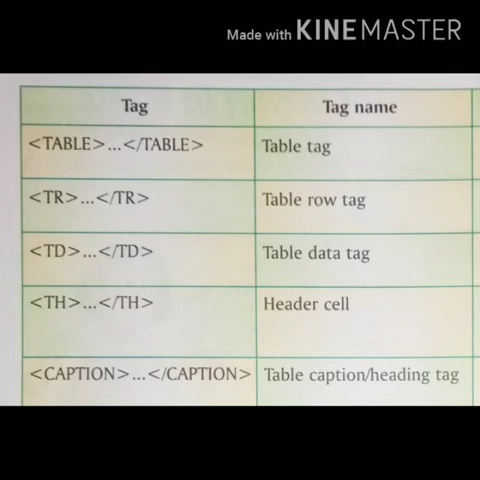 Made with KINEMASTER
Tag Tag name
<TABLE>...</TABLE> Table tag
<TR>...</TR> Table row tag
<TD>...</TD> Table data tag
<TH>...</TH> Header cell
<CAPTION>...</CAPTION> Table caption/heading tag